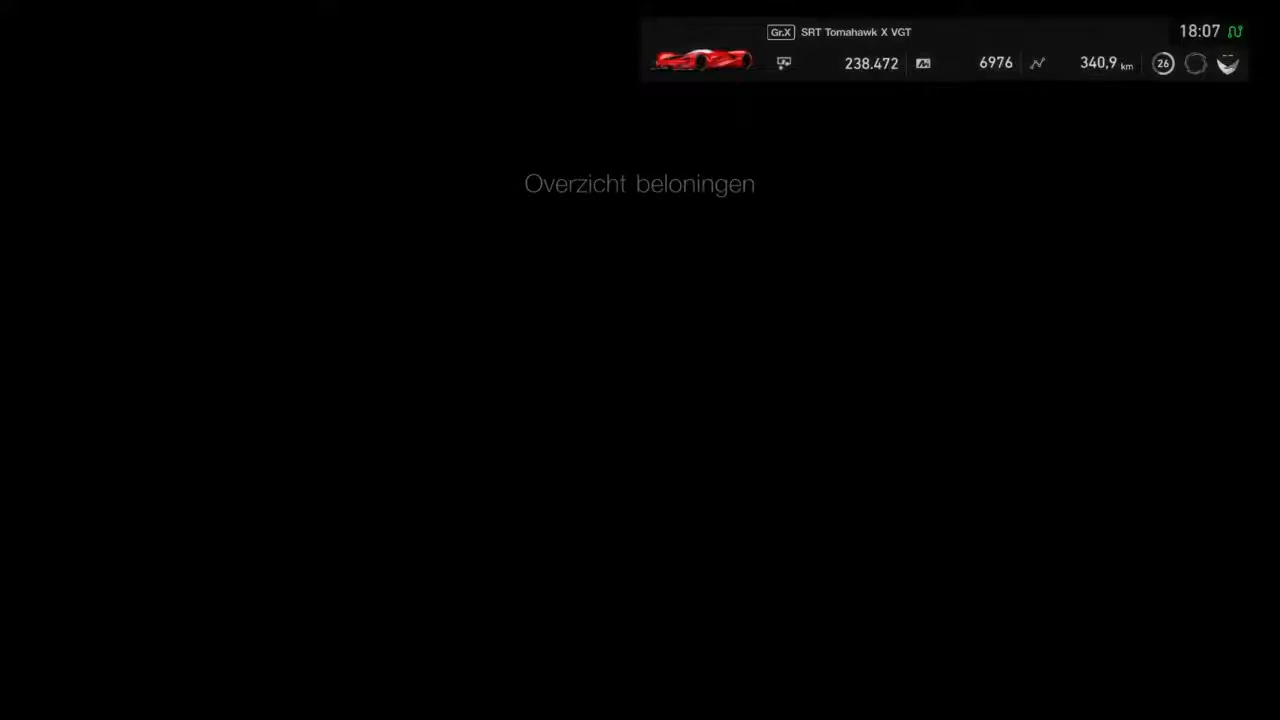 Gr.X SRT Tomahawk X VGT 18:07
238.472 6976 340,9 km 26
Overzicht beloningen